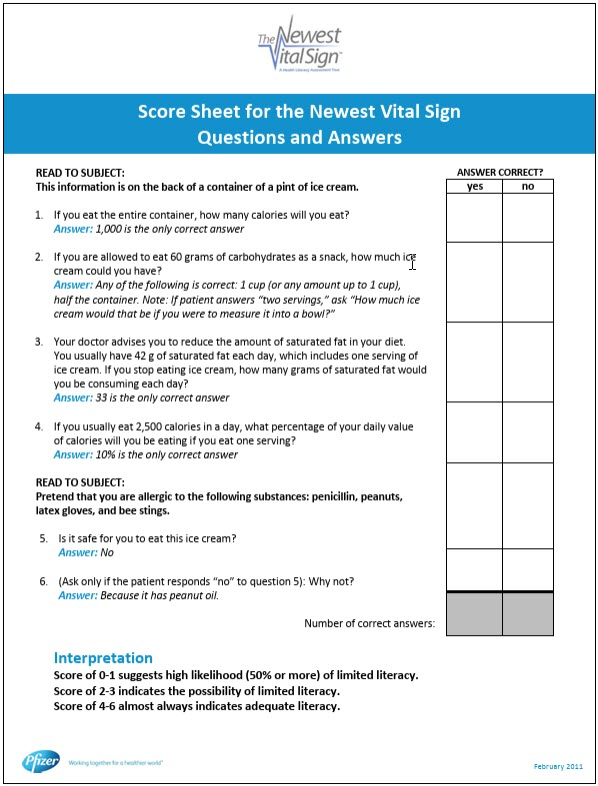 The Newest
Vital Sign™
A Health Literacy Assessment Tool
Score Sheet for the Newest Vital Sign
Questions and Answers
READ TO SUBJECT:
This information is on the back of a container of a pint of ice cream.
ANSWER CORRECT?
yes no
1. If you eat the entire container, how many calories will you eat?
Answer: 1,000 is the only correct answer
2. If you are allowed to eat 60 grams of carbohydrates as a snack, how much ice
cream could you have?
Answer: Any of the following is correct: 1 cup (or any amount up to 1 cup),
half the container. Note: If patient answers “two servings,” ask “How much ice
cream would that be if you were to measure it into a bowl?”
3. Your doctor advises you to reduce the amount of saturated fat in your diet.
You usually have 42 g of saturated fat each day, which includes one serving of
ice cream. If you stop eating ice cream, how many grams of saturated fat would
you be consuming each day?
Answer: 33 is the only correct answer
4. If you usually eat 2,500 calories in a day, what percentage of your daily value
of calories will you be eating if you eat one serving?
Answer: 10% is the only correct answer
READ TO SUBJECT:
Pretend that you are allergic to the following substances: penicillin, peanuts,
latex gloves, and bee stings.
5. Is it safe for you to eat this ice cream?
Answer: No
6. (Ask only if the patient responds “no” to question 5): Why not?
Answer: Because it has peanut oil.
Number of correct answers:
Interpretation
Score of 0-1 suggests high likelihood (50% or more) of limited literacy.
Score of 2-3 indicates the possibility of limited literacy.
Score of 4-6 almost always indicates adequate literacy.
Pfizer Working together for a healthier world™
February 2011